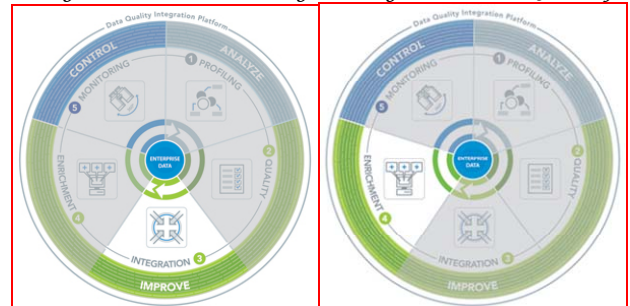 Data Quality Integration Platform
CONTROL
ANALYZE
5 MONITORING
1 PROFILING
ENTERPRISE
DATA
2 QUALITY
ENRICHMENT 4
INTEGRATION 3
IMPROVE
Data Quality Integration Platform
CONTROL
ANALYZE
5 MONITORING
1 PROFILING
ENTERPRISE
DATA
2 QUALITY
ENRICHMENT 4
INTEGRATION 3
IMPROVE